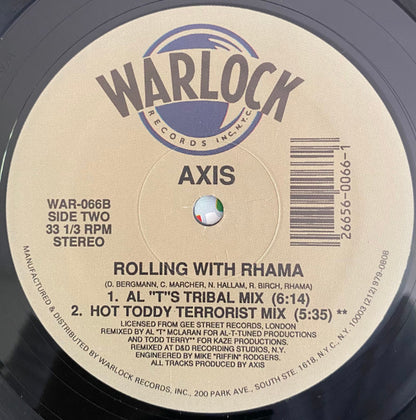 WARLOCK
RECORDS INC., N.Y.C.
AXIS
WAR-066B
SIDE TWO
33 1/3 RPM
STEREO
26656-0066-1
ROLLING WITH RHAMA
(D. BERGMANN, C. MARCHER, N. HALLAM, R. BIRCH, RHAMA)
1. AL "T"S TRIBAL MIX (6:14)
2. HOT TODDY TERRORIST MIX (5:35) **
LICENSED FROM GEE STREET RECORDS, LONDON
REMIXED BY AL "T" MCLARAN FOR AL-T-TUNED PRODUCTIONS
AND TODD TERRY** FOR KAZE PRODUCTIONS.
REMIXED AT D&D RECORDING STUDIOS, N.Y.
ENGINEERED BY MIKE "RIFFIN" RODGERS.
ALL TRACKS PRODUCED BY AXIS
MANUFACTURED & DISTRIBUTED BY WARLOCK RECORDS, INC., 200 PARK AVE., SOUTH STE. 161B, N.Y.C., N.Y. 10003 (212) 979-0808